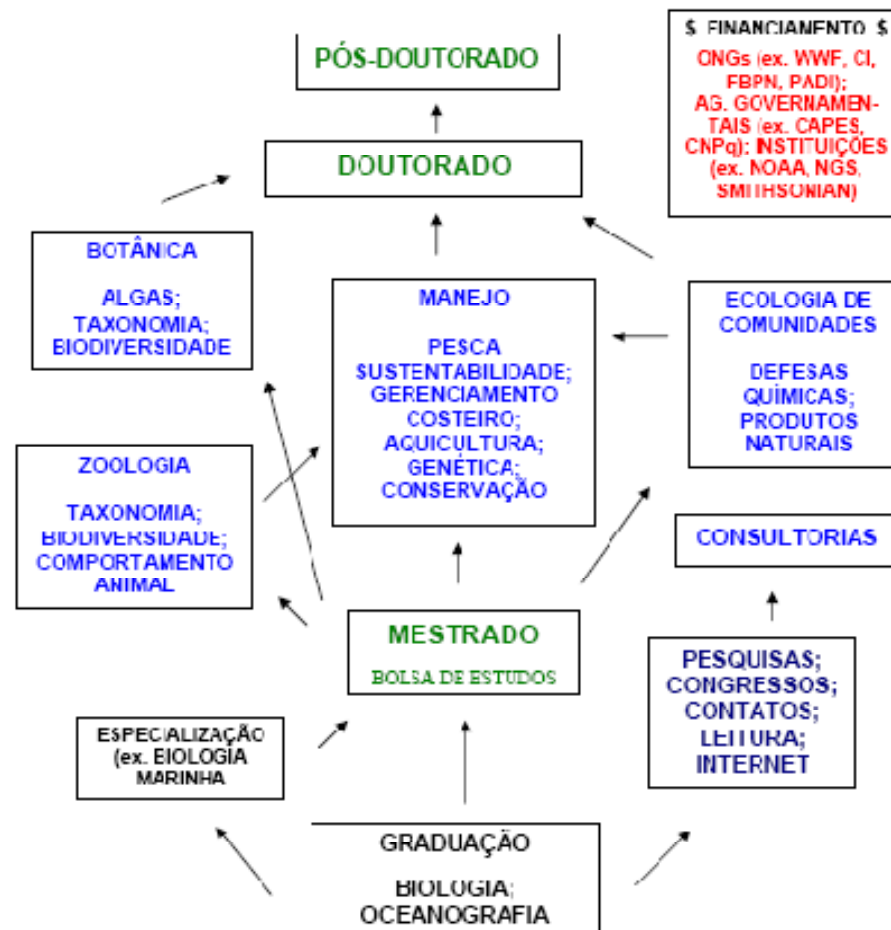 PÓS-DOUTORADO
$ FINANCIAMENTO $
ONGs (ex. WWF, CI,
FBPN, PADI);
AG. GOVERNAMEN-
TAIS (ex. CAPES,
CNPq); INSTITUIÇÕES
(ex. NOAA, NGS,
SMITHSONIAN)
DOUTORADO
BOTÂNICA
ALGAS;
TAXONOMIA;
BIODIVERSIDADE
MANEJO
PESCA
SUSTENTABILIDADE;
GERENCIAMENTO
COSTEIRO;
AQUICULTURA;
GENÉTICA;
CONSERVAÇÃO
ECOLOGIA DE
COMUNIDADES
DEFESAS
QUÍMICAS;
PRODUTOS
NATURAIS
ZOOLOGIA
TAXONOMIA;
BIODIVERSIDADE;
COMPORTAMENTO
ANIMAL
CONSULTORIAS
MESTRADO
BOLSA DE ESTUDOS
PESQUISAS;
CONGRESSOS;
CONTATOS;
LEITURA;
INTERNET
ESPECIALIZAÇÃO
(ex. BIOLOGIA
MARINHA
GRADUAÇÃO
BIOLOGIA;
OCEANOGRAFIA